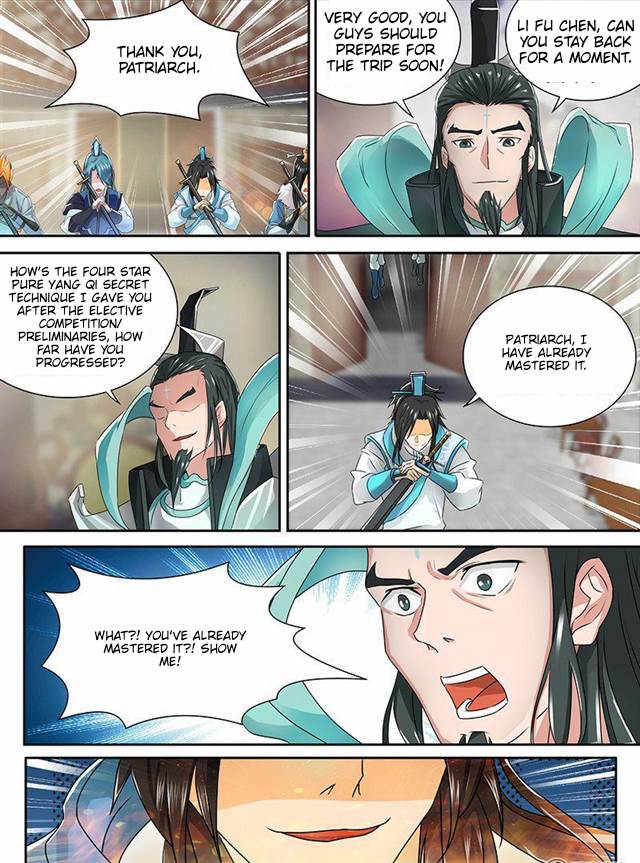 THANK YOU,
PATRIARCH.
VERY GOOD, YOU
GUYS SHOULD
PREPARE FOR
THE TRIP SOON!
LI FU CHEN, CAN
YOU STAY BACK
FOR A MOMENT.
HOW'S THE FOUR STAR
PURE YANG QI SECRET
TECHNIQUE I GAVE YOU
AFTER THE ELECTIVE
COMPETITION/
PRELIMINARIES, HOW
FAR HAVE YOU
PROGRESSED?
PATRIARCH, I
HAVE ALREADY
MASTERED IT.
WHAT?! YOU'VE ALREADY
MASTERED IT?! SHOW
ME!